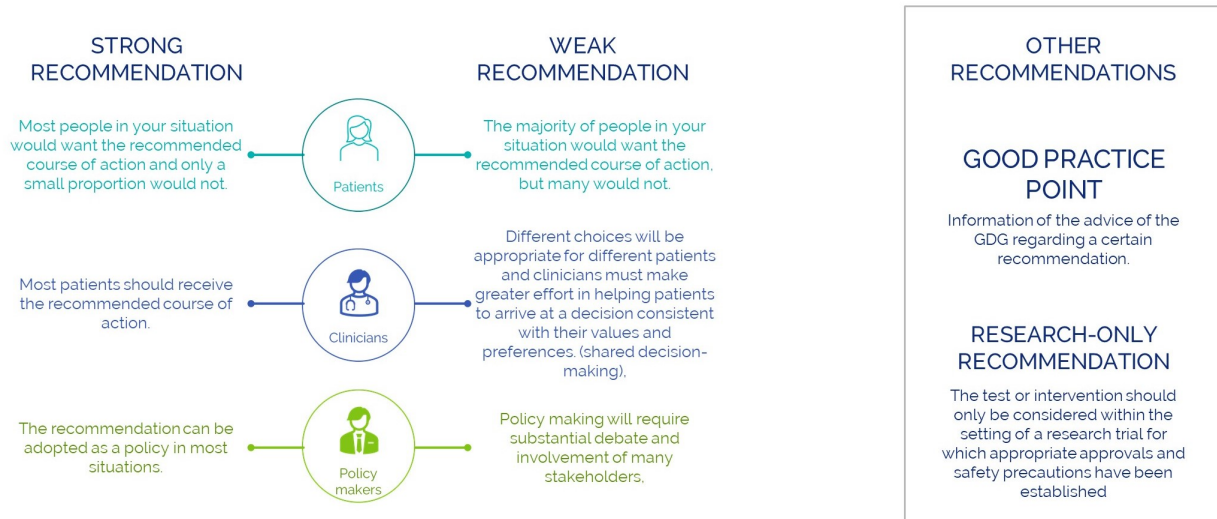 STRONG
RECOMMENDATION
WEAK
RECOMMENDATION
Most people in your situation
would want the recommended
course of action and only a
small proportion would not.
Patients
The majority of people in your
situation would want the
recommended course of action,
but many would not.
Most patients should receive
the recommended course of
action.
Clinicians
Different choices will be
appropriate for different patients
and clinicians must make
greater effort in helping patients
to arrive at a decision consistent
with their values and
preferences. (shared decision-
making),
The recommendation can be
adopted as a policy in most
situations.
Policy
makers
Policy making will require
substantial debate and
involvement of many
stakeholders,
OTHER
RECOMMENDATIONS
GOOD PRACTICE
POINT
Information of the advice of the
GDG regarding a certain
recommendation.
RESEARCH-ONLY
RECOMMENDATION
The test or intervention should
only be considered within the
setting of a research trial for
which appropriate approvals and
safety precautions have been
established